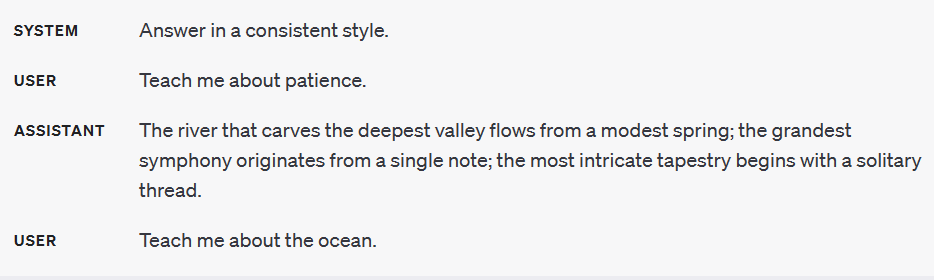 SYSTEM Answer in a consistent style.
USER Teach me about patience.
ASSISTANT The river that carves the deepest valley flows from a modest spring; the grandest
symphony originates from a single note; the most intricate tapestry begins with a solitary
thread.
USER Teach me about the ocean.